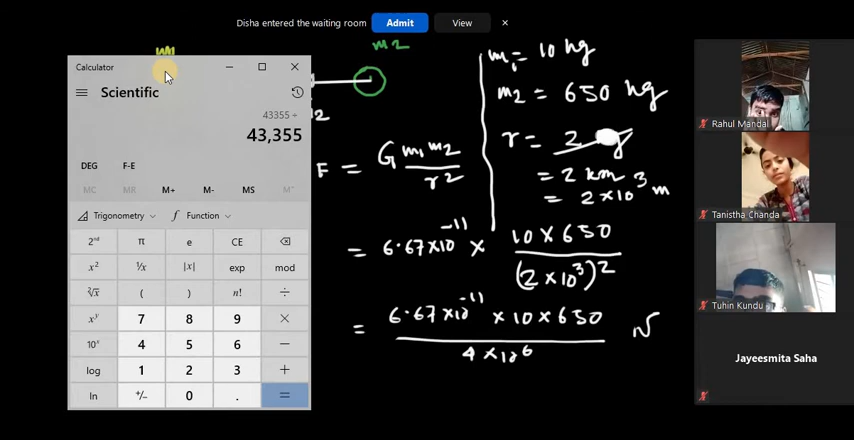 Disha entered the waiting room Admit View ×
m1
m2
Calculator
Scientific
43355 ÷
43,355
DEG F-E
MC MR M+ M- MS M˅
Trigonometry Function
2nd π e CE
x² ¹/x |x| exp mod
²√x ( ) n! ÷
xʸ 7 8 9 ×
10ˣ 4 5 6 −
log 1 2 3 +
ln +/- 0 . =
2
F = G m1 m2 / r²
= 6.67×10⁻¹¹ × 10 × 650 / (2 × 10³)²
= 6.67×10⁻¹¹ × 10 × 650 / 4 × 10⁶ N
m1 = 10 kg
m2 = 650 kg
r = 2
= 2 km
= 2×10³ m
Rahul Mandal
Tanistha Chanda
Tuhin Kundu
Jayeesmita Saha